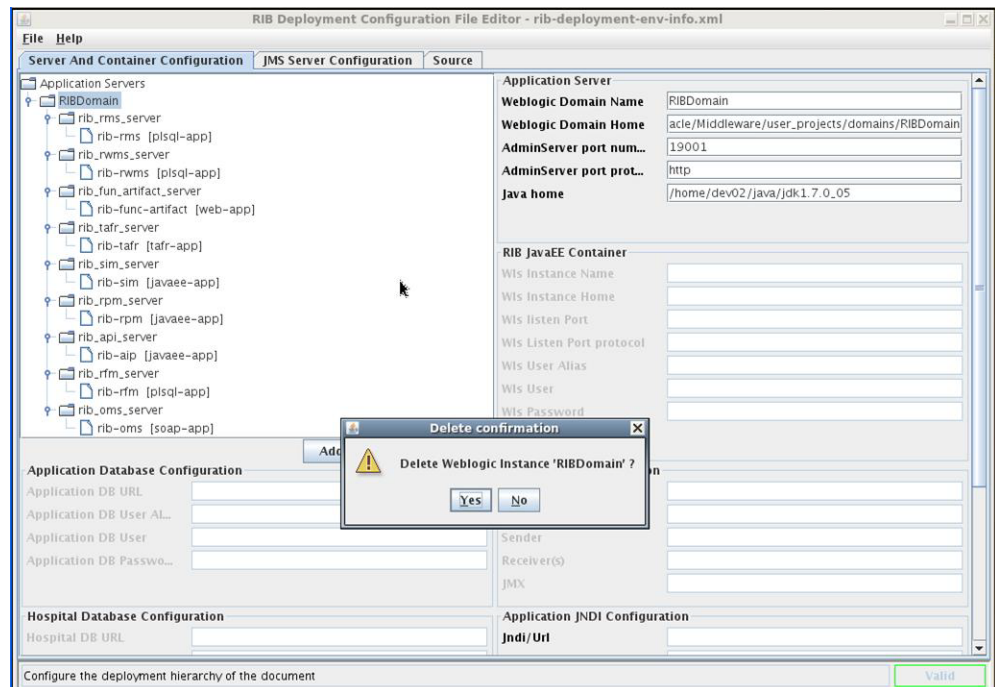 RIB Deployment Configuration File Editor - rib-deployment-env-info.xml
File Help
Server And Container Configuration JMS Server Configuration Source
Application Servers
RIBDomain
rib_rms_server
rib-rms [plsql-app]
rib_rwms_server
rib-rwms [plsql-app]
rib_fun_artifact_server
rib-func-artifact [web-app]
rib_tafr_server
rib-tafr [tafr-app]
rib_sim_server
rib-sim [javaee-app]
rib_rpm_server
rib-rpm [javaee-app]
rib_api_server
rib-aip [javaee-app]
rib_rfm_server
rib-rfm [plsql-app]
rib_oms_server
rib-oms [soap-app]
Application Server
Weblogic Domain Name RIBDomain
Weblogic Domain Home acle/Middleware/user_projects/domains/RIBDomain
AdminServer port num... 19001
AdminServer port prot... http
Java home /home/dev02/java/jdk1.7.0_05
RIB JavaEE Container
Wls Instance Name
Wls Instance Home
Wls listen Port
Wls Listen Port protocol
Wls User Alias
Wls User
Wls Password
Delete confirmation
Delete Weblogic Instance 'RIBDomain' ?
Yes No
Application Database Configuration
Application DB URL
Application DB User Al...
Application DB User
Application DB Passwo...
Sender
Receiver(s)
JMX
Hospital Database Configuration
Hospital DB URL
Application JNDI Configuration
Jndi/Url
Configure the deployment hierarchy of the document
Valid